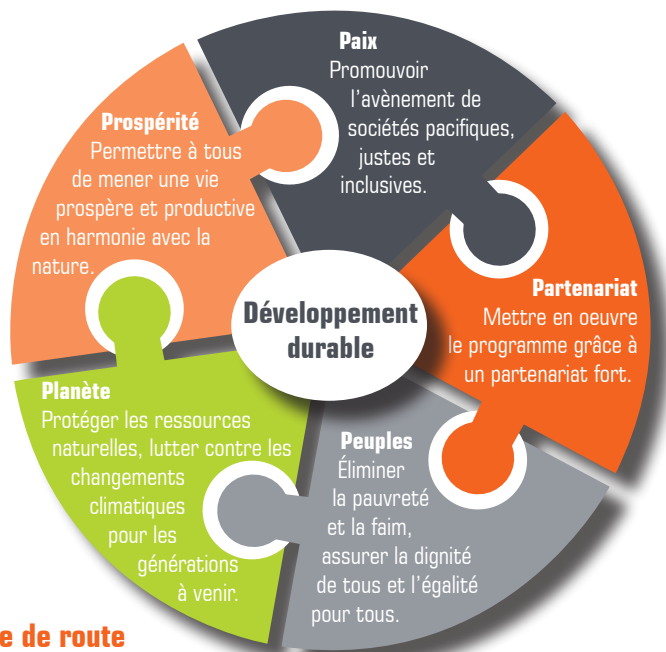 Paix
Promouvoir
l'avènement de
sociétés pacifiques,
justes et
inclusives.
Prospérité
Permettre à tous
de mener une vie
prospère et productive
en harmonie avec la
nature.
Développement
durable
Partenariat
Mettre en oeuvre
le programme grâce à
un partenariat fort.
Planète
Protéger les ressources
naturelles, lutter contre les
changements
climatiques
pour les
générations
à venir.
Peuples
Éliminer
la pauvreté
et la faim,
assurer la dignité
de tous et l'égalité
pour tous.
e de route